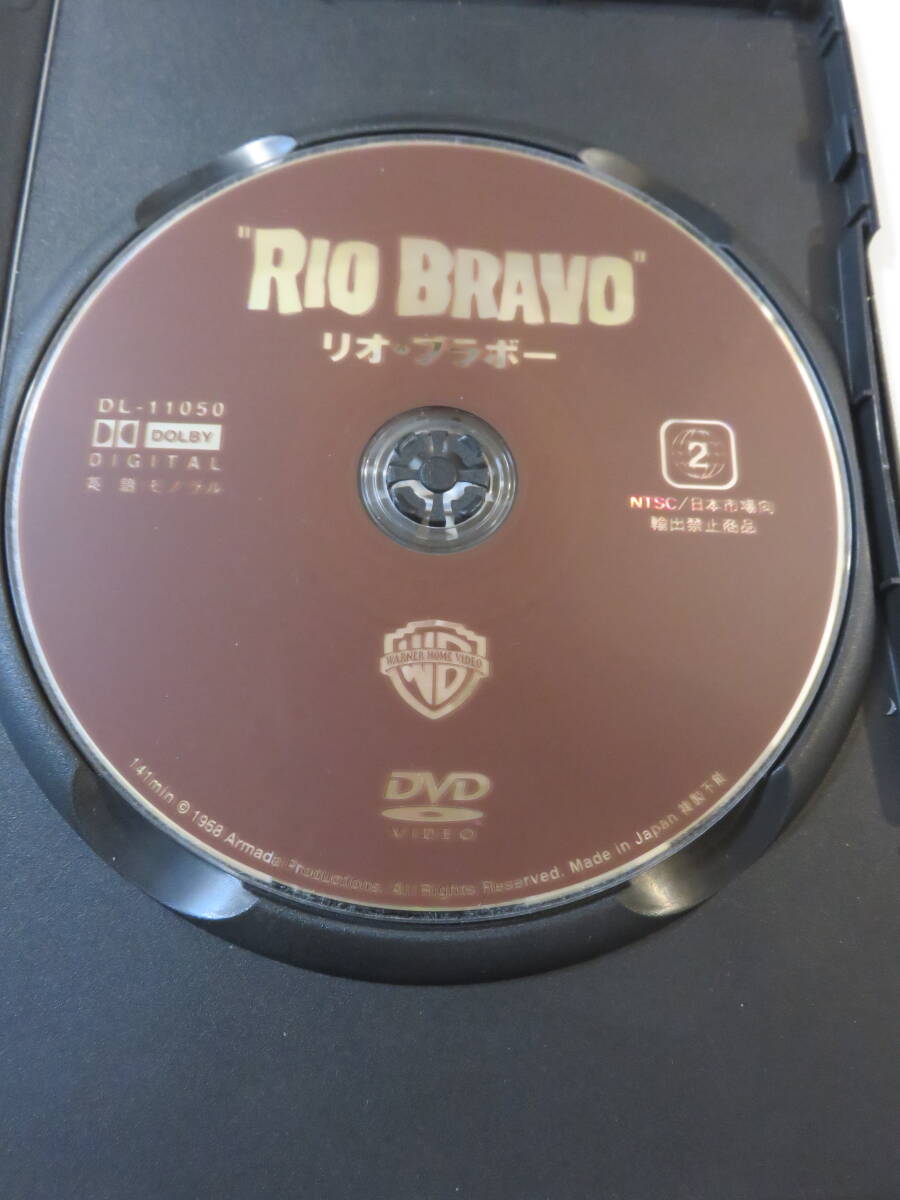 "RIO BRAVO"
リオ・ブラボー
DL-11050
DOLBY
DIGITAL
英語 モノラル
2
NTSC/日本市場向
輸出禁止商品
WARNER HOME VIDEO
DVD
VIDEO
141min © 1958 Armada Productions. All Rights Reserved. Made in Japan 複製不能